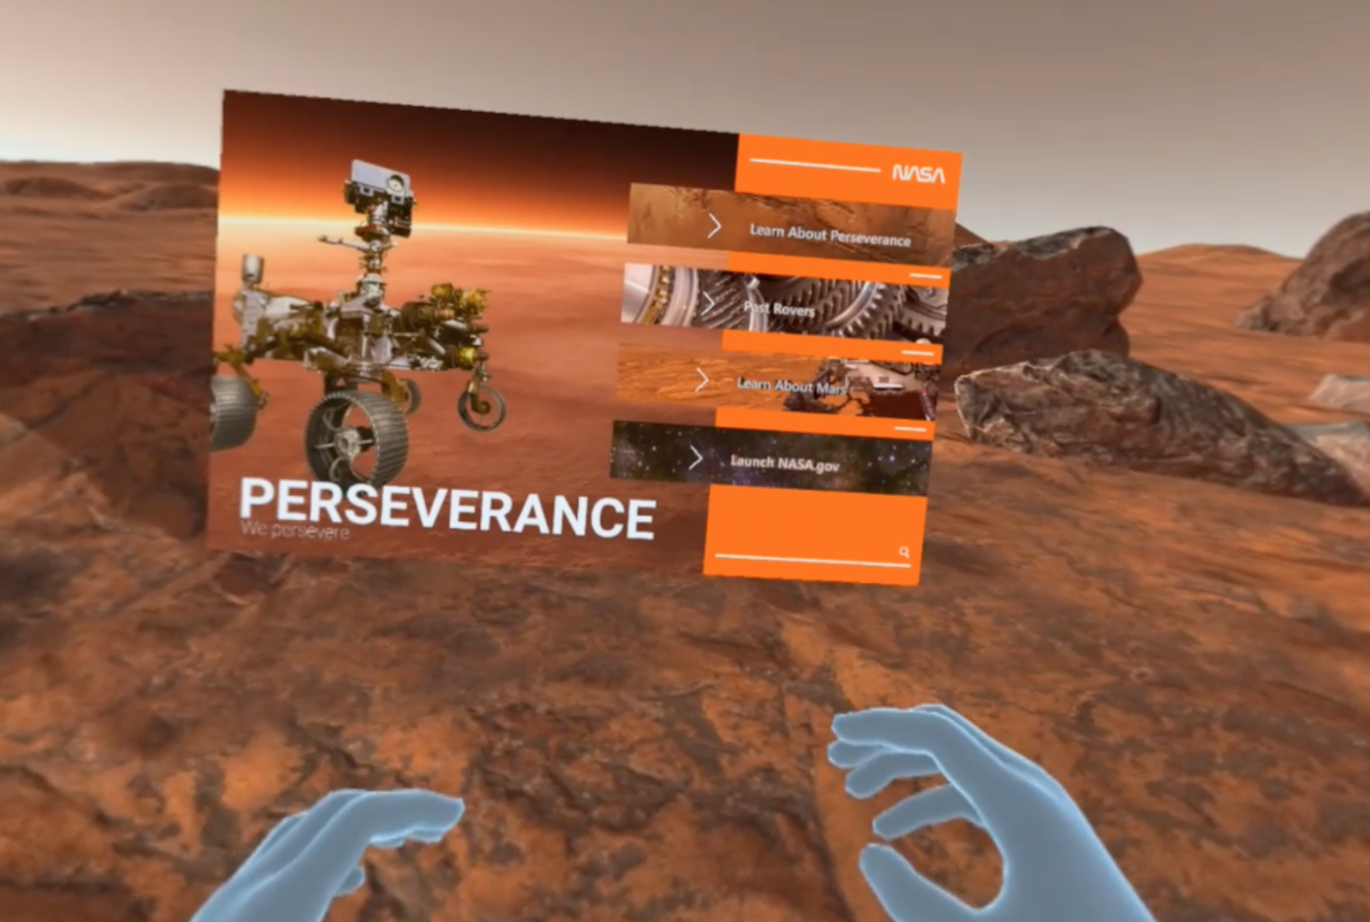 NASA
Learn About Perseverance
Past Rovers
Learn About Mars
Launch NASA.gov
PERSEVERANCE
We persevere